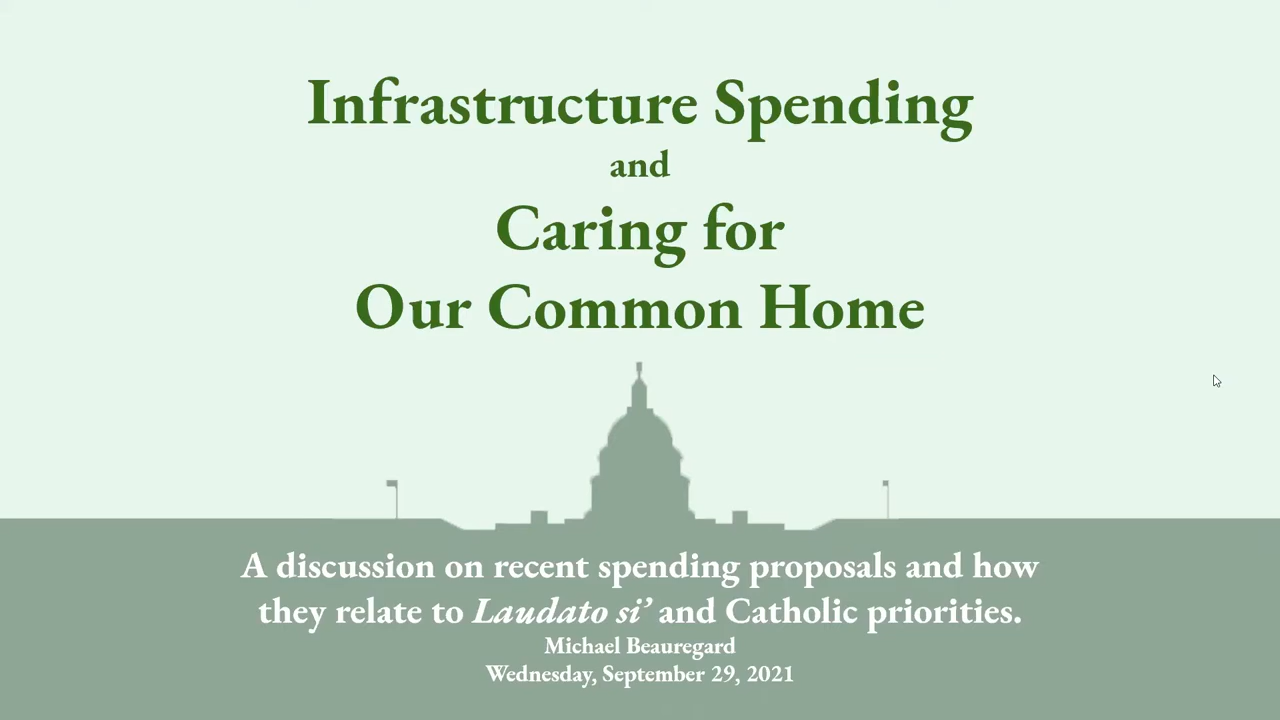 Infrastructure Spending
and
Caring for
Our Common Home
A discussion on recent spending proposals and how
they relate to Laudato si’ and Catholic priorities.
Michael Beauregard
Wednesday, September 29, 2021